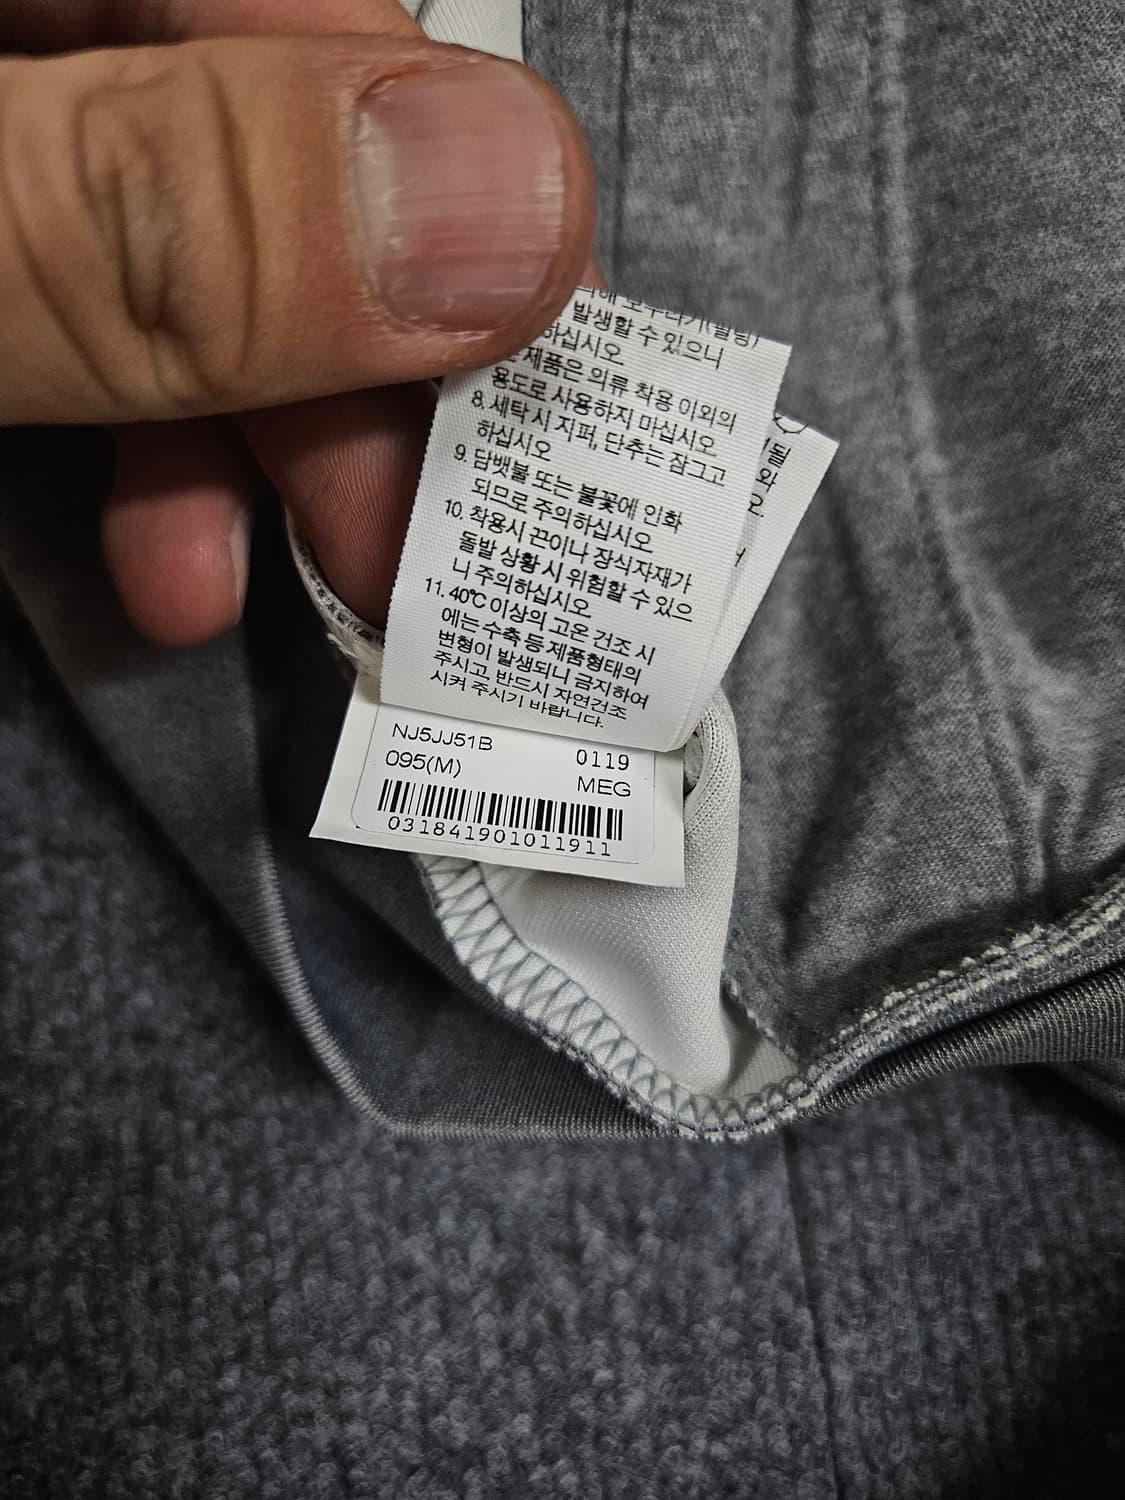 보푸라기(필링)
발생할 수 있으니
하십시오
제품은 의류 착용 이외의
용도로 사용하지 마십시오
8. 세탁 시 지퍼, 단추는 잠그고
하십시오
9. 담뱃불 또는 불꽃에 인화
되므로 주의하십시오
10. 착용시 끈이나 장식자재가
돌발 상황 시 위험할 수 있으
니 주의하십시오
11. 40℃ 이상의 고온 건조 시
에는 수축 등 제품형태의
변형이 발생되니 금지하여
주시고, 반드시 자연건조
시켜 주시기 바랍니다.
NJ5JJ51B 0119
095(M) MEG
031841901011911